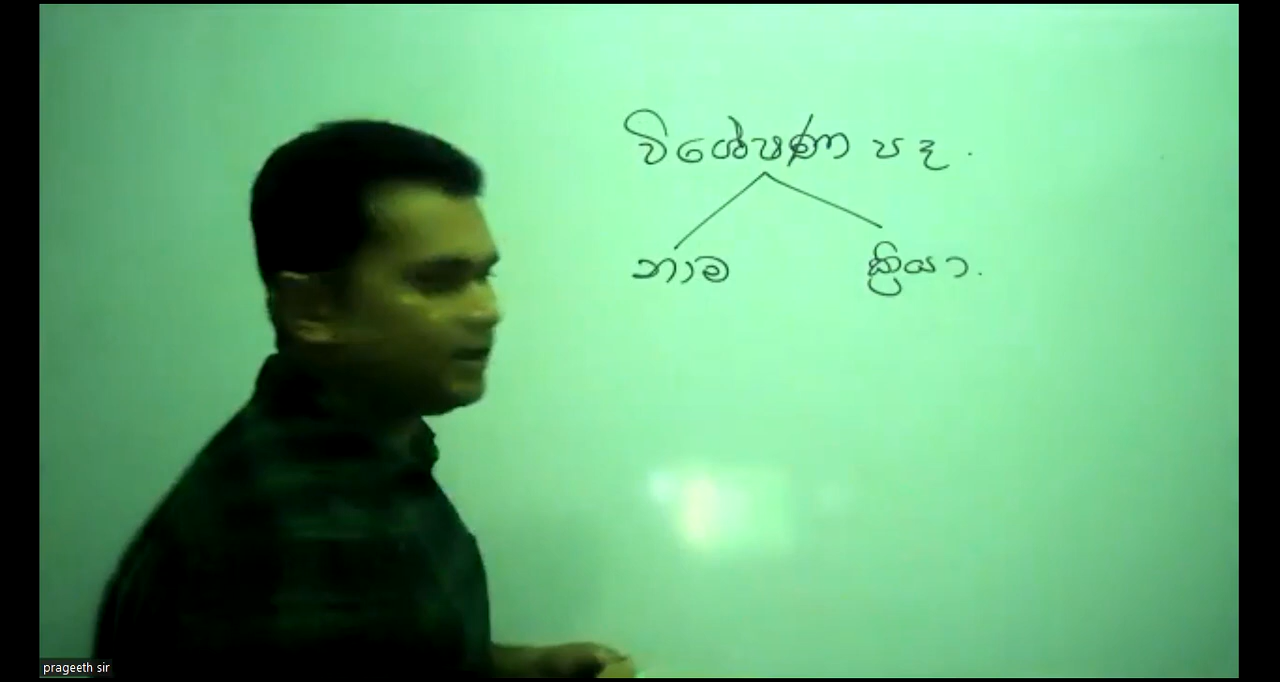 විශේෂණ පද .
නාම ක්‍රියා .
prageeth sir